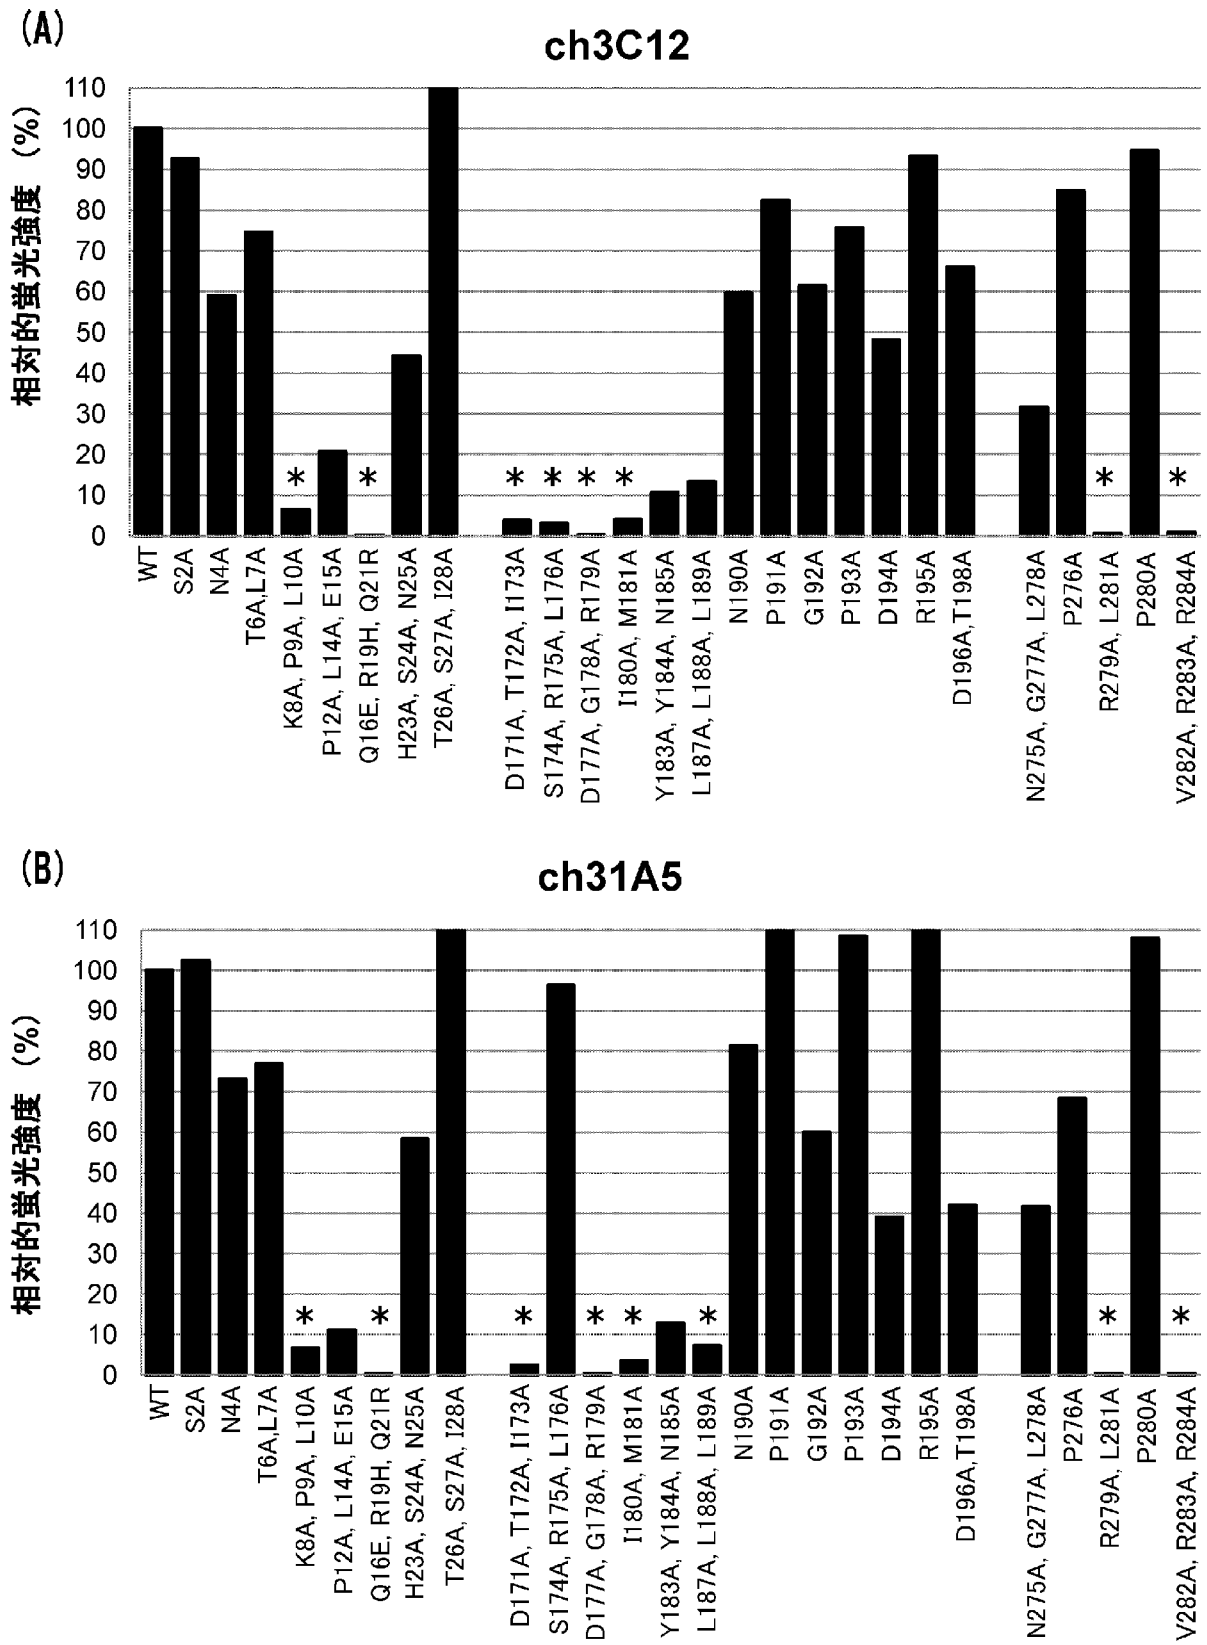 (A)
ch3C12
相対的蛍光強度 (%)
110
100
90
80
70
60
50
40
30
20
10
0
* * * * * * * *
WT
S2A
N4A
T6A,L7A
K8A, P9A, L10A
P12A, L14A, E15A
Q16E, R19H, Q21R
H23A, S24A, N25A
T26A, S27A, I28A
D171A, T172A, I173A
S174A, R175A, L176A
D177A, G178A, R179A
I180A, M181A
Y183A, Y184A, N185A
L187A, L188A, L189A
N190A
P191A
G192A
P193A
D194A
R195A
D196A,T198A
N275A, G277A, L278A
P276A
R279A, L281A
P280A
V282A, R283A, R284A
(B)
ch31A5
相対的蛍光強度 (%)
110
100
90
80
70
60
50
40
30
20
10
0
* * * * * * * *
WT
S2A
N4A
T6A,L7A
K8A, P9A, L10A
P12A, L14A, E15A
Q16E, R19H, Q21R
H23A, S24A, N25A
T26A, S27A, I28A
D171A, T172A, I173A
S174A, R175A, L176A
D177A, G178A, R179A
I180A, M181A
Y183A, Y184A, N185A
L187A, L188A, L189A
N190A
P191A
G192A
P193A
D194A
R195A
D196A,T198A
N275A, G277A, L278A
P276A
R279A, L281A
P280A
V282A, R283A, R284A